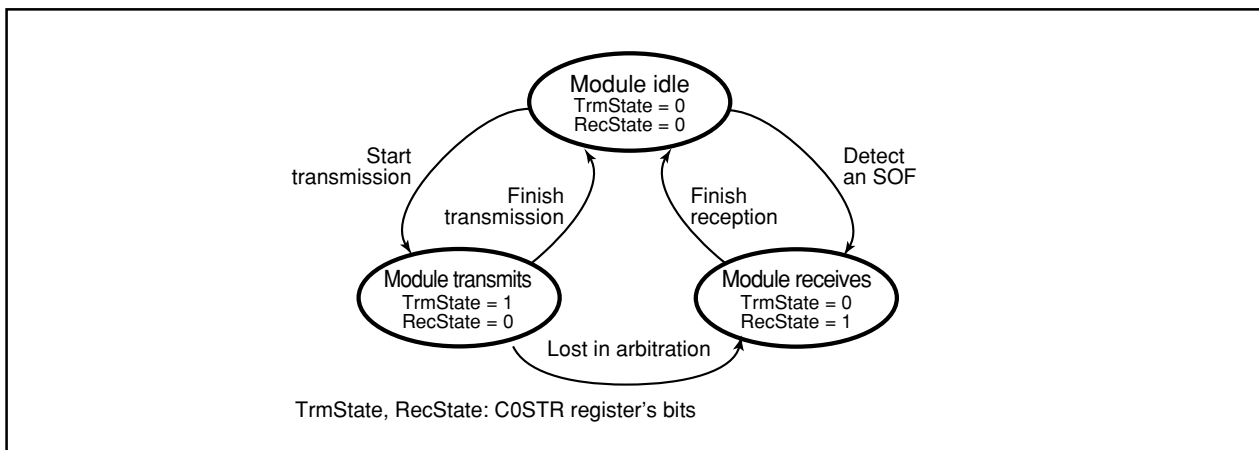 Module idle
TrmState = 0
RecState = 0
Start
transmission
Detect
an SOF
Finish
transmission
Finish
reception
Module transmits
TrmState = 1
RecState = 0
Module receives
TrmState = 0
RecState = 1
Lost in arbitration
TrmState, RecState: C0STR register's bits